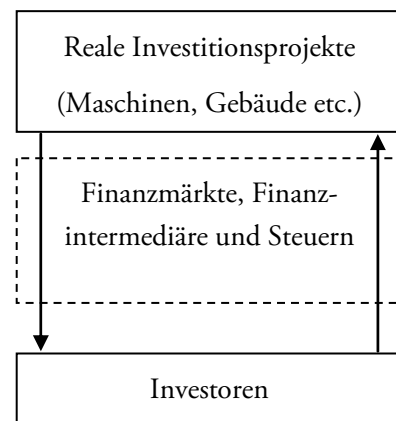 Reale Investitionsprojekte
(Maschinen, Gebäude etc.)
Finanzmärkte, Finanz-
intermediäre und Steuern
Investoren